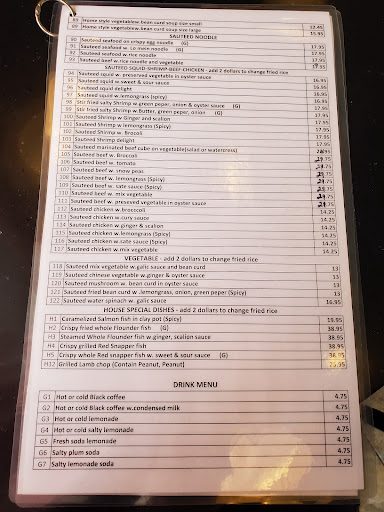 89 Home style vegetablew.bean curd soup size small 12.45
90 Home style vegetablew.bean curd soup size large 15.95
SAUTEED NOODLE
90 Sauteed seafood on crispy egg noodle (G) 17.95
91 Sauteed seafood w. Lo mein noodle (G) 17.95
92 Sauteed beef w.rice noodle
93 Sauteed beef w.rice noodle and vegetable
SAUTEED SQUID-SHRIMP-BEEF-CHICKEN - add 2 dollars to change fried rice
94 Sauteed squid w. preserved vegetable in oyster sauce 16.95
95 Sauteed squid w.sweet & sour sauce 16.95
96 Sauteed squid delight 16.95
97 Sauteed squid w.lemongrass (Spicy) 16.95
98 Stir fried salty Shrimp w.green peper, onion & oyster sauce (G) 17.95
99 Stir fried salty Shrimp w.Butter, green peper, onion (G) 17.95
100 Sauteed Shrimp w Ginger and scallion 17.95
101 Sauteed Shrimp w lemongrass (Spicy) 17.95
102 Sauteed Shrimp w. Brocoli 17.95
103 Sauteed Shrimp delight 17.95
104 Sauteed marinated beef cube on vegetable(salad or watercress)
105 Sauteed beef w. Broccoli
106 Sauteed beef w. tomato
107 Sauteed beef w. snow peas
108 Sauteed beef w. lemongrass (Spicy)
109 Sauteed beef w. sate sauce (Spicy)
110 Sauteed beef w. mix vegetable
111 Sauteed beef w. preseved vegetable in oyster sauce
112 Sauteed chicken w.broccoli 14.25
113 Sauteed chicken w.cury sauce 14.25
114 Sauteed chicken w.ginger & scalion 14.25
115 Sauteed chicken w.lemongrass (Spicy) 14.25
116 Sauteed chicken w.sate sauce (Spicy) 14.25
117 Sauteed chicken w.mix vegetable 14.25
VEGETABLE - add 2 dollars to change fried rice
118 Sauteed mix vegetable w.galic sauce and bean curd 13
119 Sauteed chinese vegetable w.ginger & oyster sauce 13
120 Sauteed mushroom w. bean curd in oyster sauce 13
121 Sauteed fried bean curd w .lemongrass, onion, green peper (Spicy) 13
122 Sauteed water spinach w. galic sauce 16.95
HOUSE SPECIAL DISHES - add 2 dollars to change fried rice
H1 Caramelized Salmon fish in clay pot (Spicy) 19.95
H2 Crispy fried whole Flounder fish (G) 38.95
H3 Steamed Whole Flounder fish w ginger, scalion sauce 38.95
H4 Crispy grilled Red Snapper fish 38.95
H5 Crispy whole Red snapper fish w. sweet & sour sauce (G) 38.95
H12 Grilled Lamb chop (Contain Peanut, Peanut) 25.95
DRINK MENU
G1 Hot or cold Black coffee 4.75
G2 Hot or cold Black coffee w.condensed milk 4.75
G3 Hot or cold lemonade 4.75
G4 Hot or cold salty lemonade 4.75
G5 Fresh soda lemonade 4.75
G6 Salty plum soda 4.75
G7 Salty lemonade soda 4.75